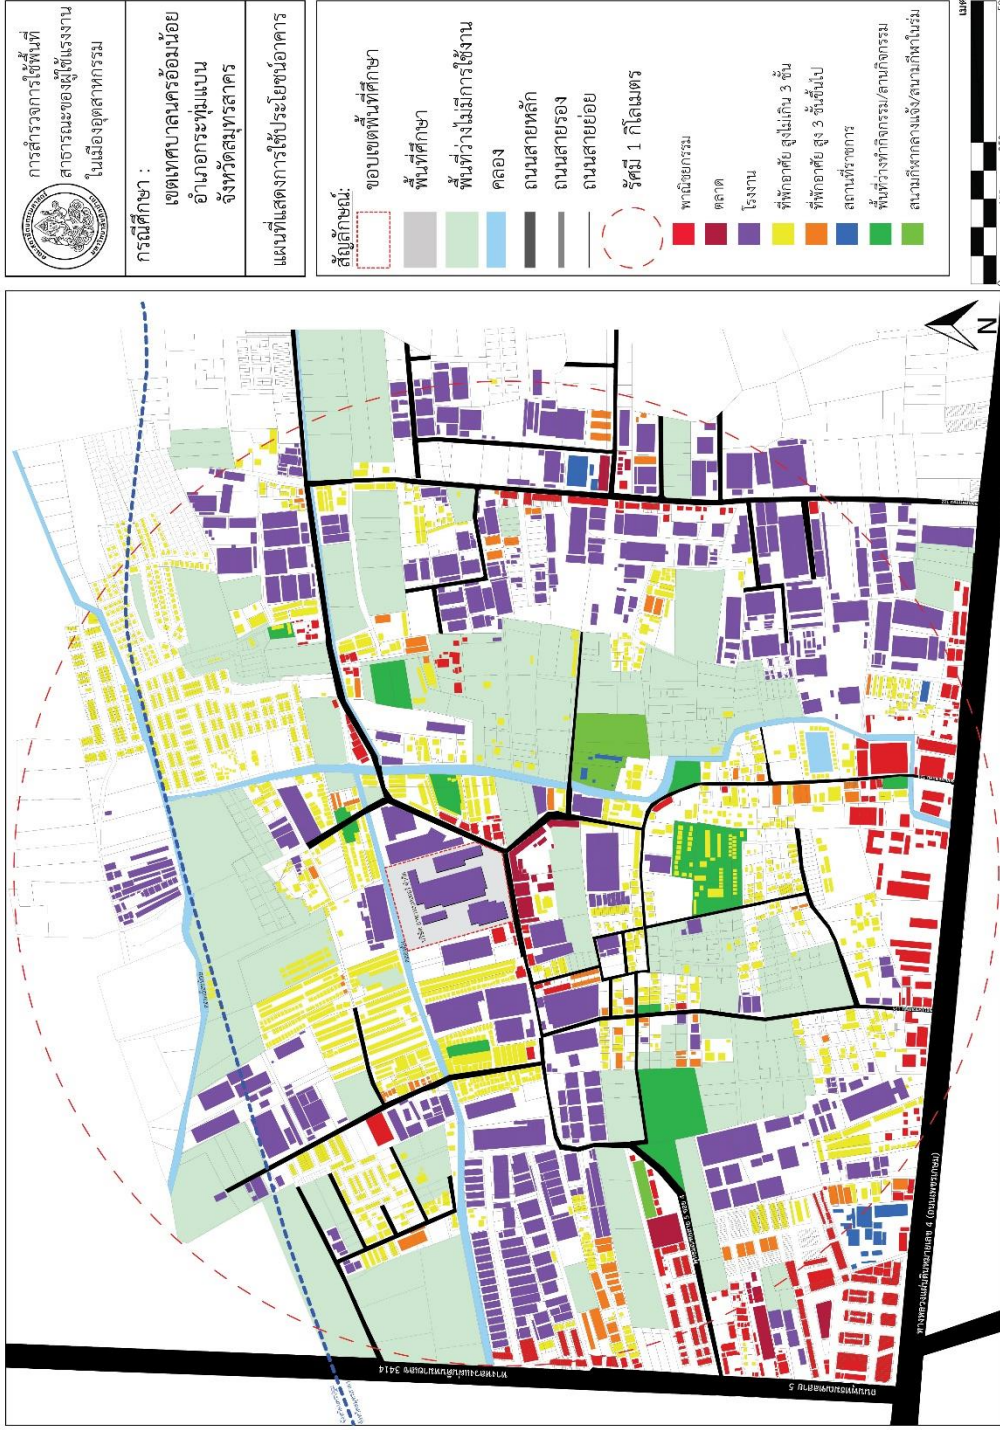 การสำรวจการใช้พื้นที่
สาธารณะของผู้ใช้แรงงาน
ในเมืองอุตสาหกรรม
กรณีศึกษา :
เขตเทศบาลนครอ้อมน้อย
อำเภอกระทุ่มแบน
จังหวัดสมุทรสาคร
แผนที่แสดงการใช้ประโยชน์อาคาร
สัญลักษณ์:
ขอบเขตพื้นที่ศึกษา
พื้นที่ศึกษา
พื้นที่ว่างไม่มีการใช้งาน
คลอง
ถนนสายหลัก
ถนนสายรอง
ถนนสายย่อย
รัศมี 1 กิโลเมตร
พาณิชยกรรม
ตลาด
โรงงาน
ที่พักอาศัย สูงไม่เกิน 3 ชั้น
ที่พักอาศัย สูง 3 ชั้นขึ้นไป
สถานที่ราชการ
พื้นที่ว่างทำกิจกรรม/ลานกิจกรรม
สนามกีฬากลางแจ้ง/สนามกีฬาในร่ม
N
ทางหลวงแผ่นดินหมายเลข 3414
ถนนพุทธมณฑลสาย 5
ทางหลวงแผ่นดินหมายเลข 4 (ถนนเพชรเกษม)